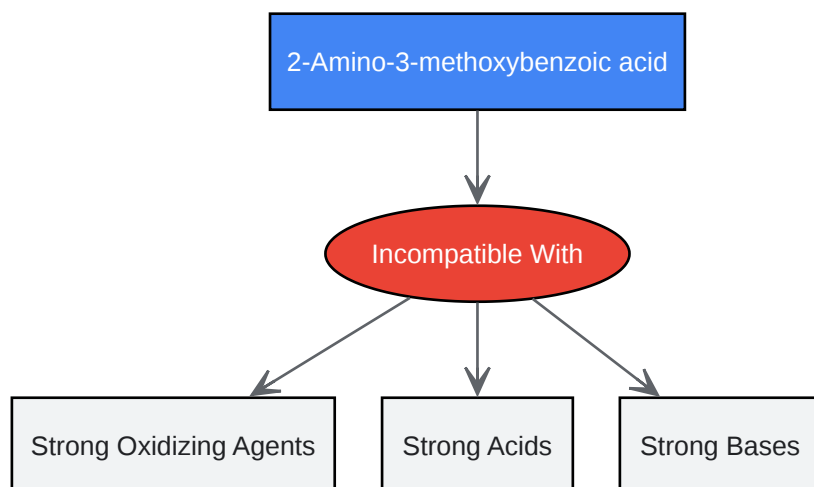 2-Amino-3-methoxybenzoic acid
Incompatible With
Strong Oxidizing Agents
Strong Acids
Strong Bases